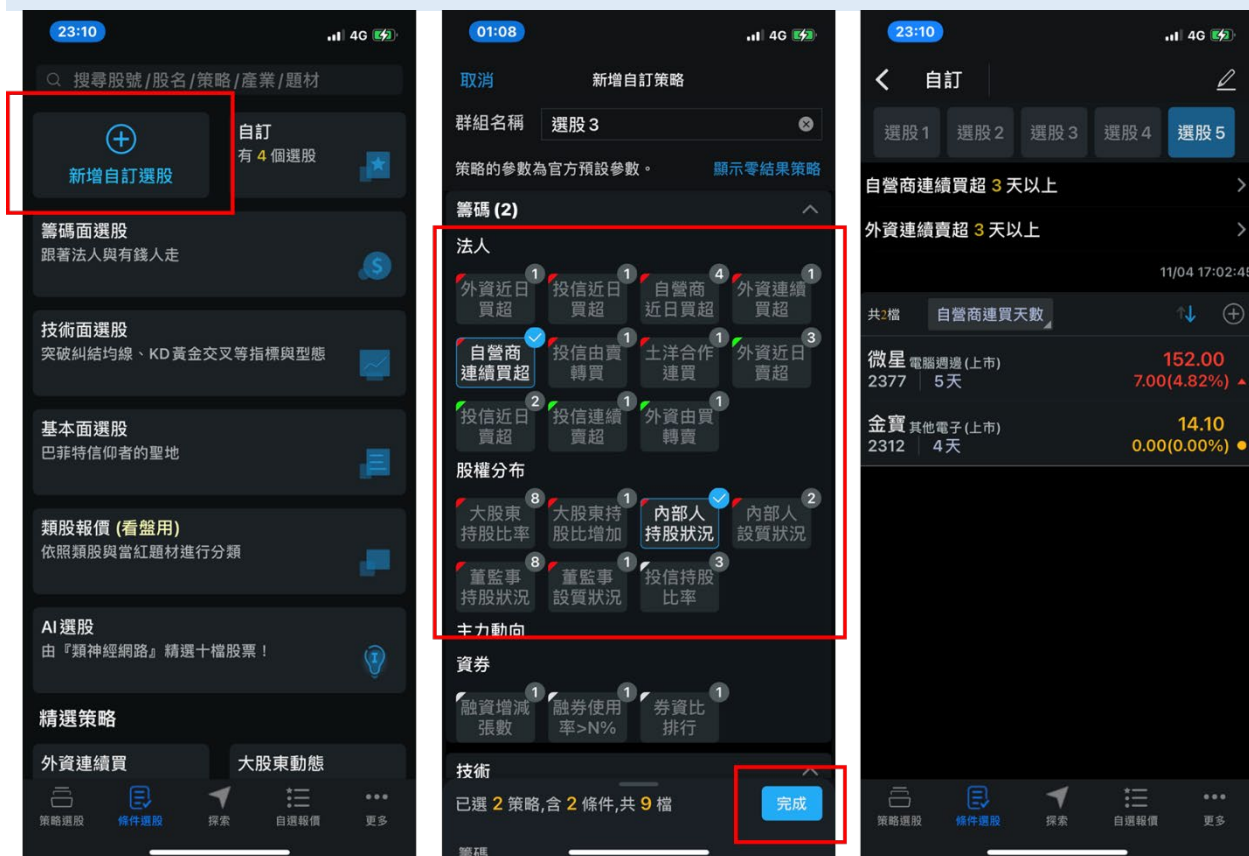 23:10
4G
搜尋股號/股名/策略/產業/題材
新增自訂選股
自訂
有 4 個選股
籌碼面選股
跟著法人與有錢人走
技術面選股
突破糾結均線、KD黃金交叉等指標與型態
基本面選股
巴菲特信仰者的聖地
類股報價 (看盤用)
依照類股與當紅題材進行分類
AI選股
由『類神經網路』精選十檔股票！
精選策略
外資連續買
大股東動態
策略選股
條件選股
探索
自選報價
更多
01:08
4G
取消
新增自訂策略
群組名稱
選股 3
策略的參數為官方預設參數。
顯示零結果策略
籌碼 (2)
法人
外資近日
買超
1
投信近日
買超
1
自營商
近日買超
4
外資連續
買超
1
自營商
連續買超
投信由賣
轉買
1
土洋合作
連買
1
外資近日
賣超
3
投信近日
賣超
2
投信連續
賣超
1
外資由買
轉賣
1
股權分布
大股東
持股比率
8
大股東持
股比增加
1
內部人
持股狀況
內部人
設質狀況
2
董監事
持股狀況
8
董監事
設質狀況
1
投信持股
比率
3
主力動向
資券
融資增減
張數
1
融券使用
率>N%
1
券資比
排行
1
技術
已選 2 策略,含 2 條件,共 9 檔
完成
籌碼
23:10
4G
自訂
選股 1
選股 2
選股 3
選股 4
選股 5
自營商連續買超 3 天以上
外資連續賣超 3 天以上
11/04 17:02:45
共2檔
自營商連買天數
微星 電腦週邊(上市)
152.00
2377
5天
7.00(4.82%)
金寶 其他電子(上市)
14.10
2312
4天
0.00(0.00%)
策略選股
條件選股
探索
自選報價
更多